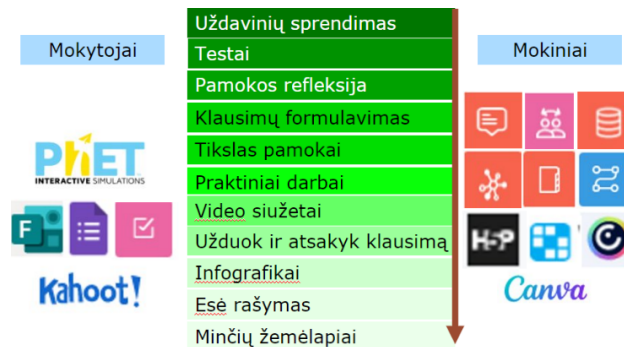 Mokytojai
PhET
INTERACTIVE SIMULATIONS
F
Kahoot!
Uždavinių sprendimas
Testai
Pamokos refleksija
Klausimų formulavimas
Tikslas pamokai
Praktiniai darbai
Video siužetai
Užduok ir atsakyk klausimą
Infografikai
Esė rašymas
Minčių žemėlapiai
Mokiniai
H5P
Canva